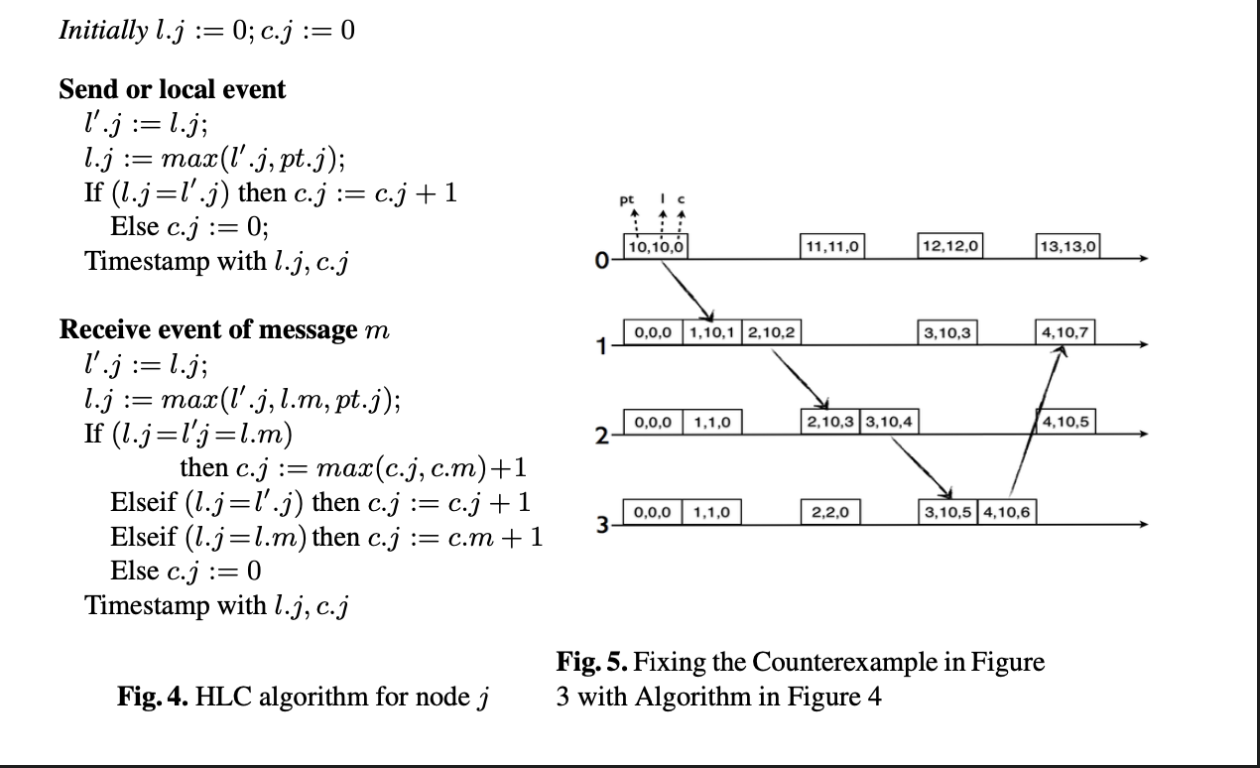 Initially l.j := 0; c.j := 0
Send or local event
l′.j := l.j;
l.j := max(l′.j, pt.j);
If (l.j=l′.j) then c.j := c.j + 1
Else c.j := 0;
Timestamp with l.j, c.j
Receive event of message m
l′.j := l.j;
l.j := max(l′.j, l.m, pt.j);
If (l.j=l′j=l.m)
then c.j := max(c.j, c.m)+1
Elseif (l.j=l′.j) then c.j := c.j + 1
Elseif (l.j=l.m) then c.j := c.m + 1
Else c.j := 0
Timestamp with l.j, c.j
Fig. 4. HLC algorithm for node j
pt l c
0 10,10,0 11,11,0 12,12,0 13,13,0
1 0,0,0 1,10,1 2,10,2 3,10,3 4,10,7
2 0,0,0 1,1,0 2,10,3 3,10,4 4,10,5
3 0,0,0 1,1,0 2,2,0 3,10,5 4,10,6
Fig. 5. Fixing the Counterexample in Figure
3 with Algorithm in Figure 4